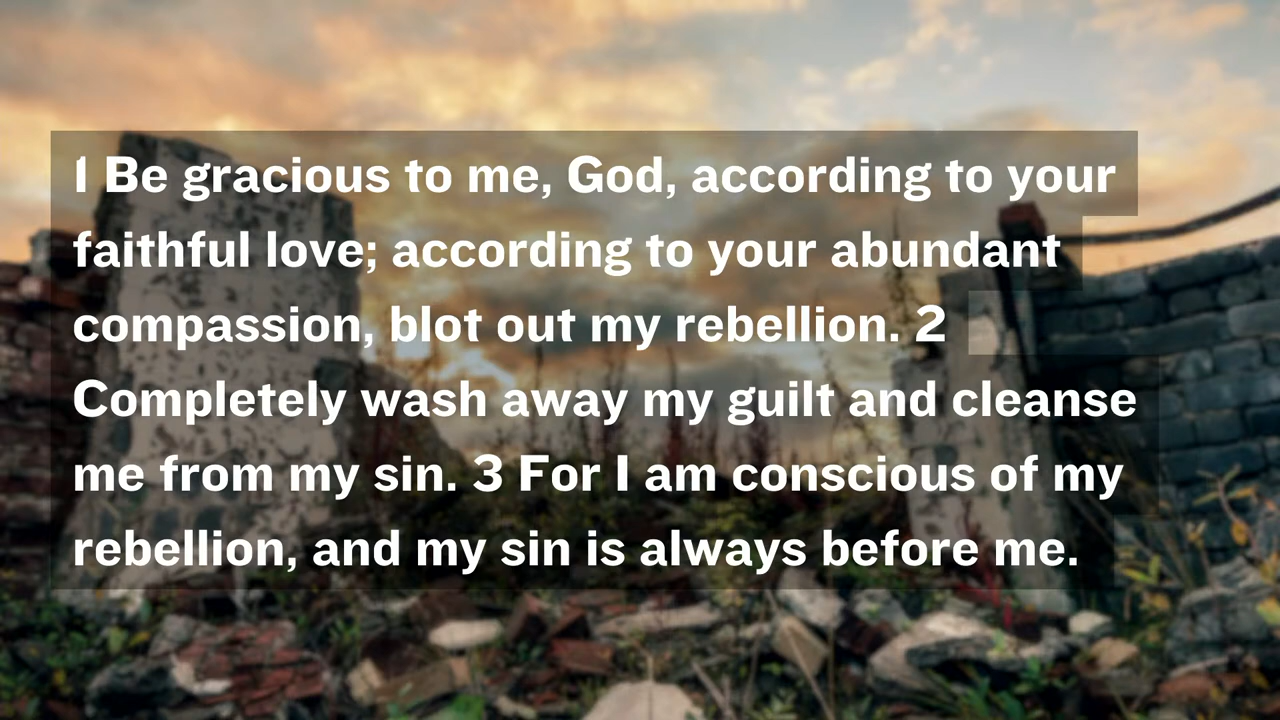 1 Be gracious to me, God, according to your
faithful love; according to your abundant
compassion, blot out my rebellion. 2
Completely wash away my guilt and cleanse
me from my sin. 3 For I am conscious of my
rebellion, and my sin is always before me.